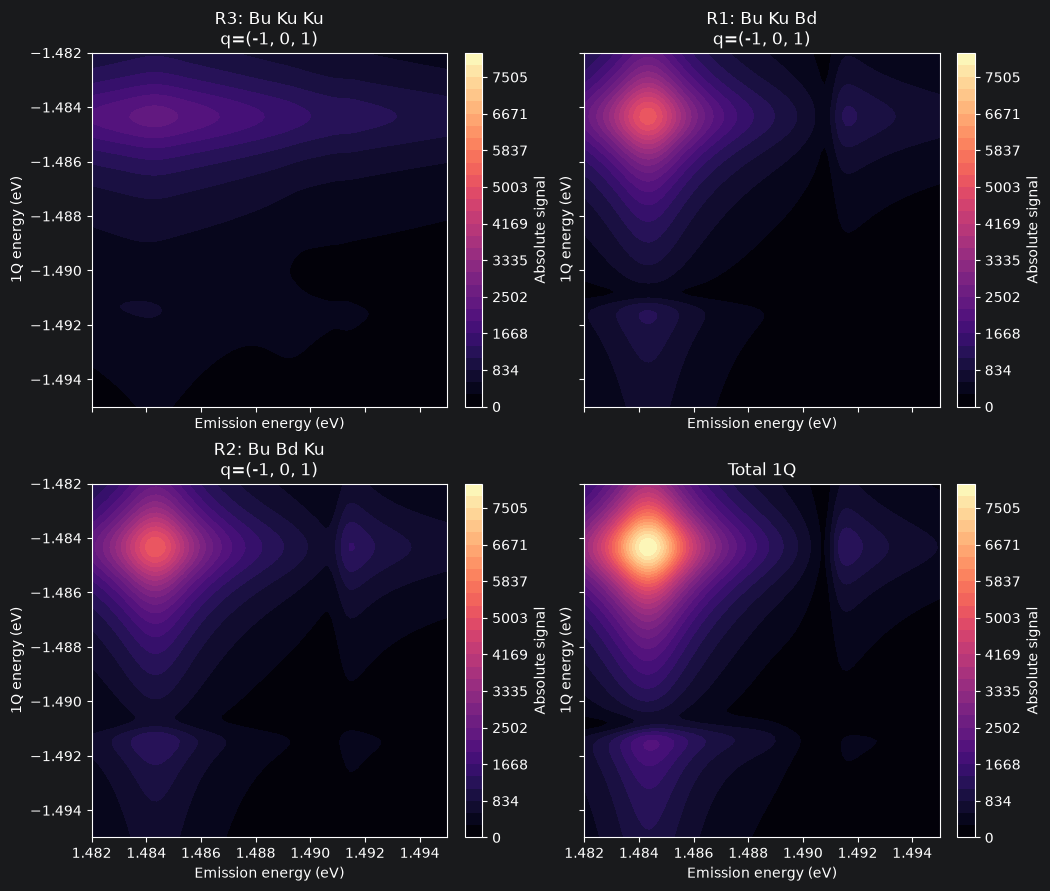 R3: Bu Ku Ku
q=(-1, 0, 1)
−1.482
−1.484
−1.486
−1.488
−1.490
−1.492
−1.494
1Q energy (eV)
Emission energy (eV)
7505
6671
5837
5003
4169
3335
2502
1668
834
0
Absolute signal
R1: Bu Ku Bd
q=(-1, 0, 1)
1Q energy (eV)
Emission energy (eV)
7505
6671
5837
5003
4169
3335
2502
1668
834
0
Absolute signal
R2: Bu Bd Ku
q=(-1, 0, 1)
−1.482
−1.484
−1.486
−1.488
−1.490
−1.492
−1.494
1Q energy (eV)
1.482 1.484 1.486 1.488 1.490 1.492 1.494
Emission energy (eV)
7505
6671
5837
5003
4169
3335
2502
1668
834
0
Absolute signal
Total 1Q
1Q energy (eV)
1.482 1.484 1.486 1.488 1.490 1.492 1.494
Emission energy (eV)
7505
6671
5837
5003
4169
3335
2502
1668
834
0
Absolute signal